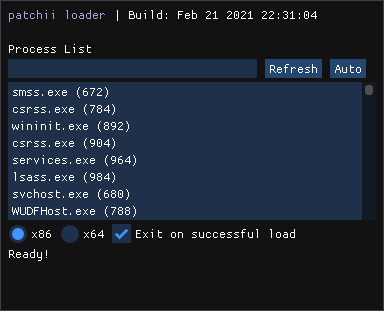 patchii loader | Build: Feb 21 2021 22:31:04
Process List
Refresh Auto
smss.exe (672)
csrss.exe (784)
wininit.exe (892)
csrss.exe (904)
services.exe (964)
lsass.exe (984)
svchost.exe (680)
WUDFHost.exe (788)
x86 x64 Exit on successful load
Ready!